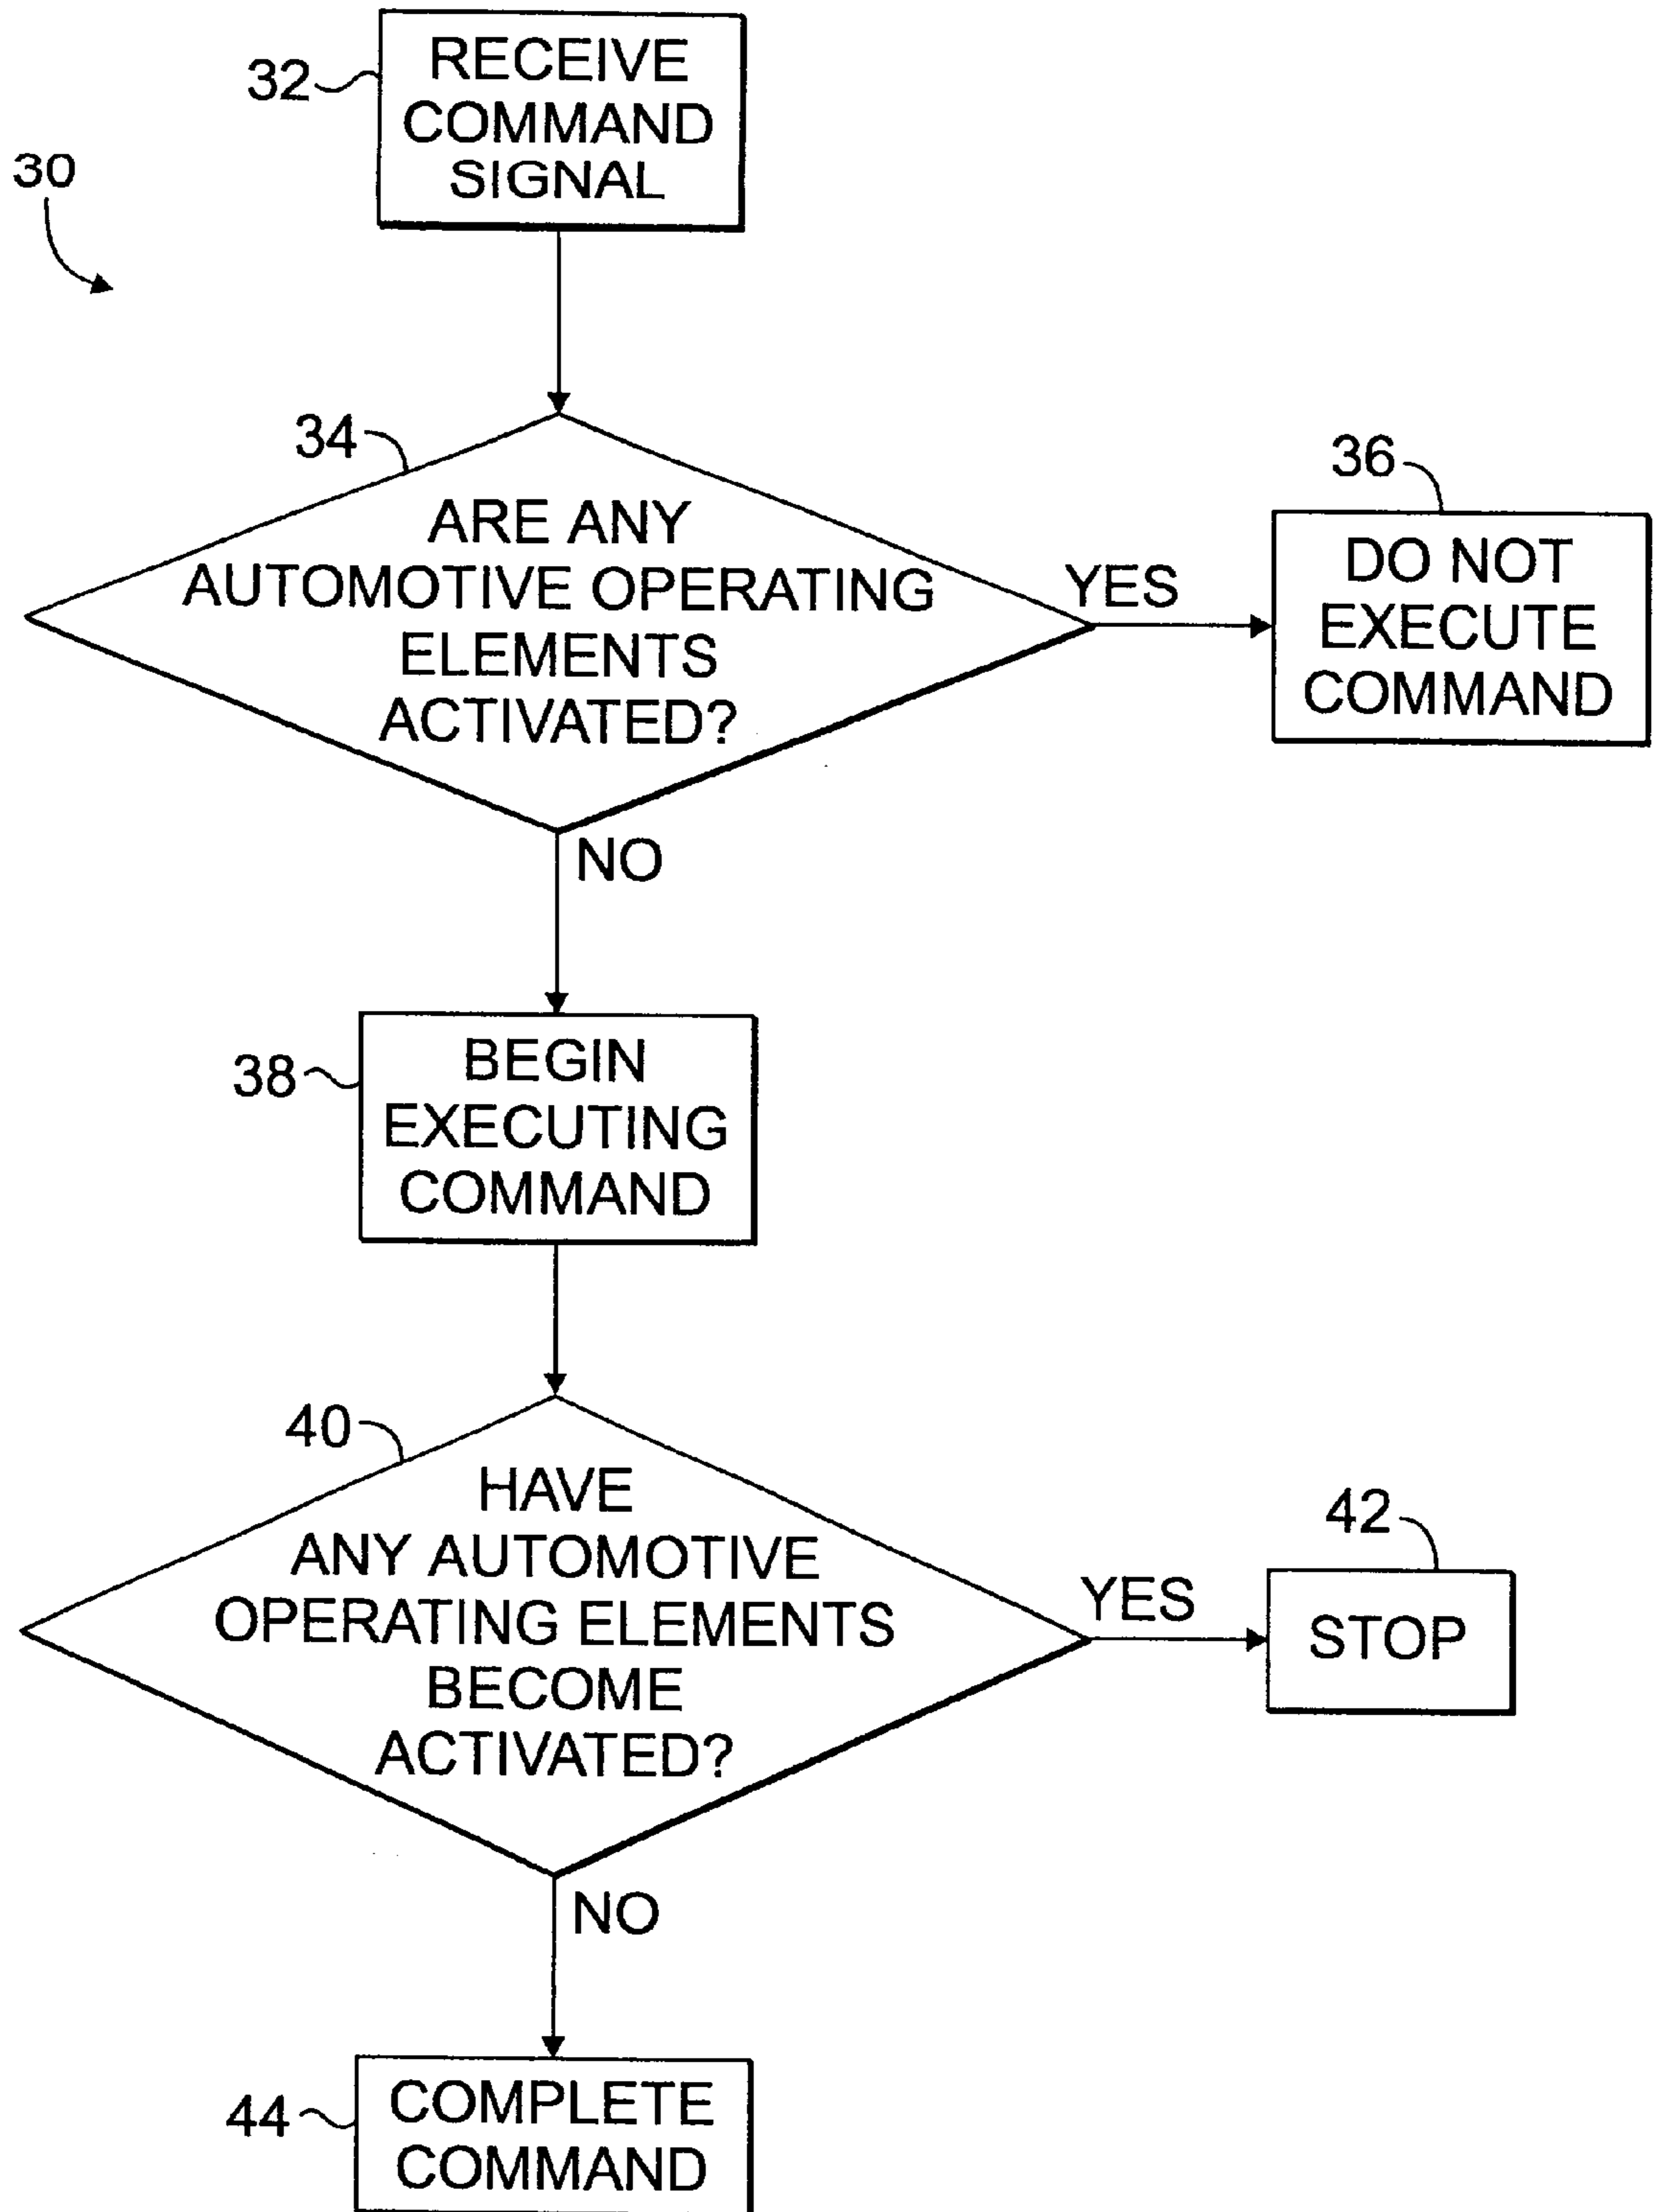 32
RECEIVE
COMMAND
SIGNAL
30
34
ARE ANY
AUTOMOTIVE OPERATING
ELEMENTS
ACTIVATED?
YES
36
DO NOT
EXECUTE
COMMAND
NO
38
BEGIN
EXECUTING
COMMAND
40
HAVE
ANY AUTOMOTIVE
OPERATING ELEMENTS
BECOME
ACTIVATED?
YES
42
STOP
NO
44
COMPLETE
COMMAND